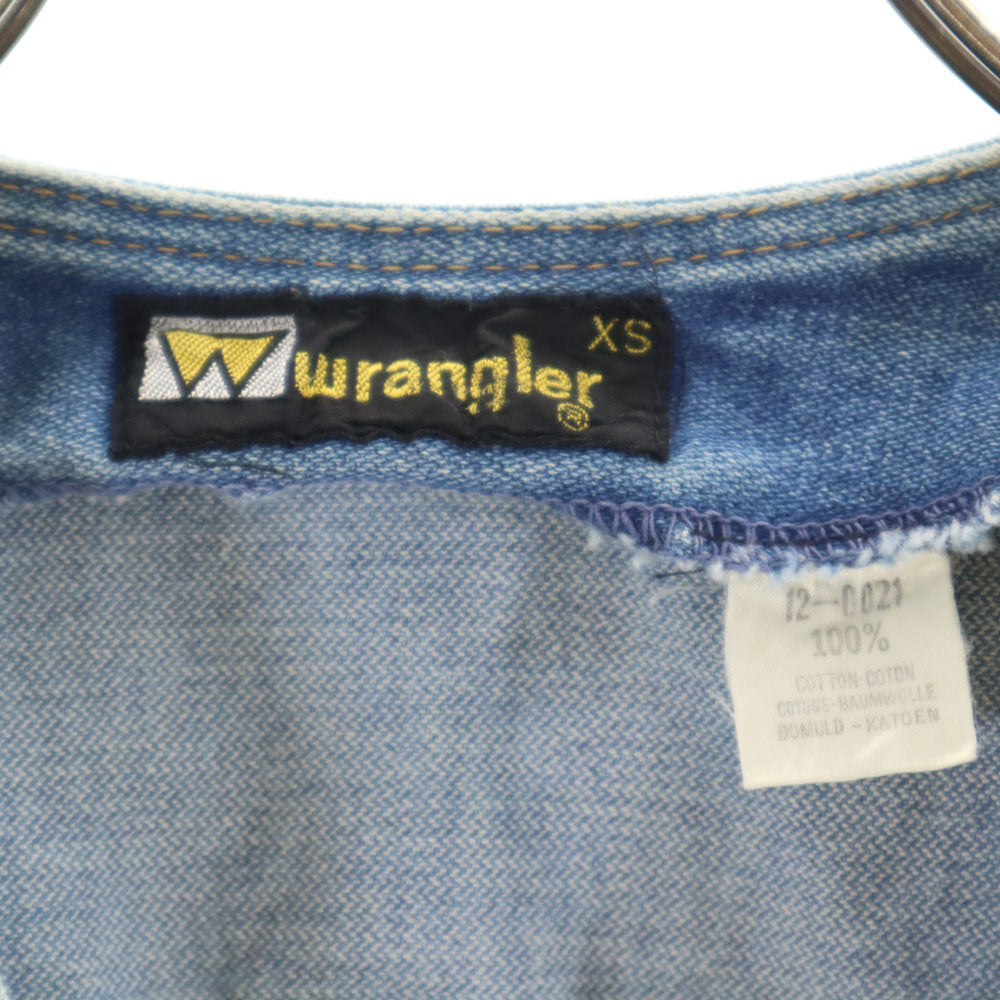 W wrangler ® XS
12-0021
100%
COTTON-COTON
COTONE-BAUMWOLLE
BOMULD-KATOEN